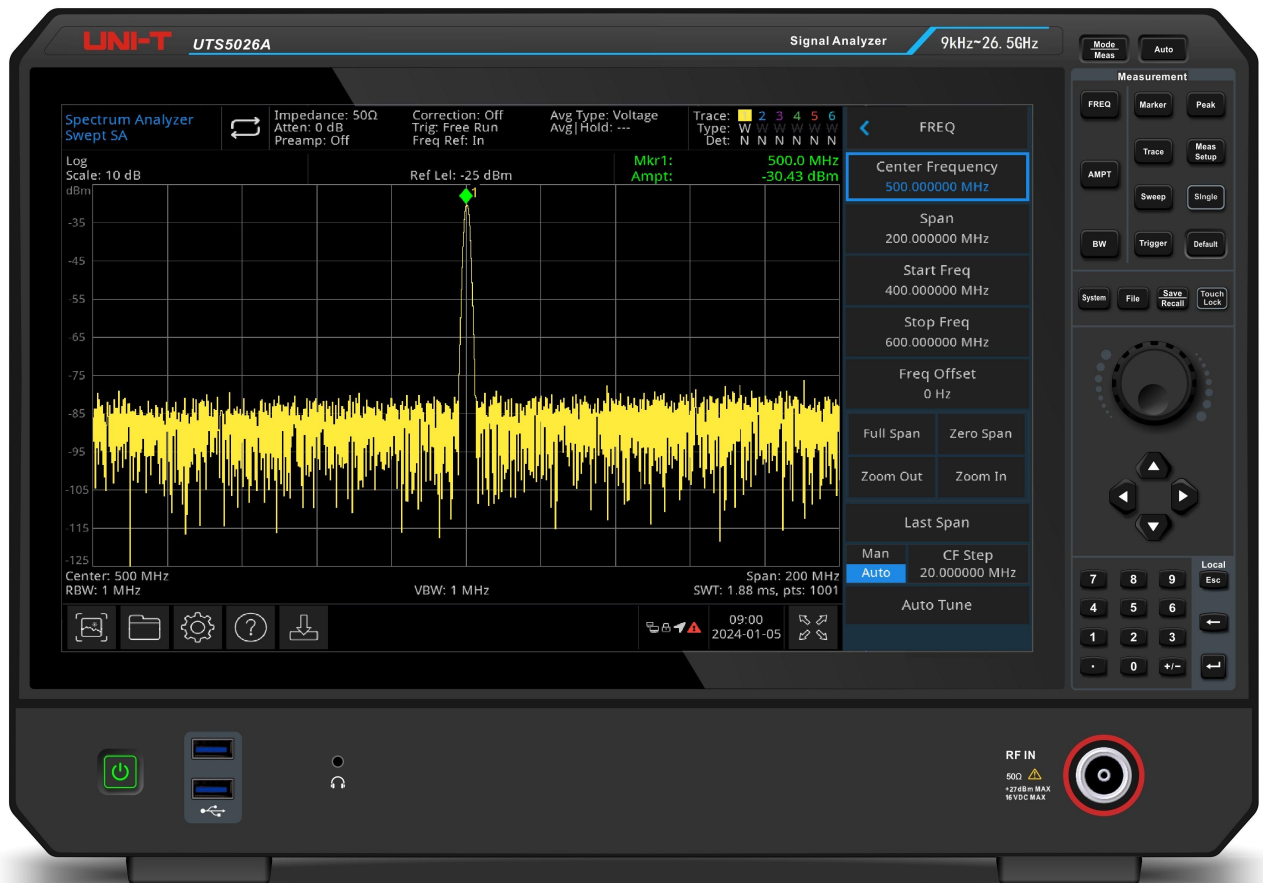 UNI-T UTS5026A
Signal Analyzer
9kHz~26.5GHz
Mode
Meas
Auto
Measurement
FREQ
Marker
Peak
Trace
Meas
Setup
AMPT
Sweep
Single
BW
Trigger
Default
System
File
Save
Recall
Touch
Lock
Spectrum Analyzer
Swept SA
Impedance: 50Ω
Atten: 0 dB
Preamp: Off
Correction: Off
Trig: Free Run
Freq Ref: In
Avg Type: Voltage
Avg|Hold: ---
Trace: 2 3 4 5 6
Type: W W W W W W
Det: N N N N N N
Log
Scale: 10 dB
Ref Lel: -25 dBm
Mkr1: 500.0 MHz
Ampt: -30.43 dBm
dBm
1
-35
-45
-55
-65
-75
-85
-95
-105
-115
-125
Center: 500 MHz
RBW: 1 MHz
VBW: 1 MHz
Span: 200 MHz
SWT: 1.88 ms, pts: 1001
?
09:00
2024-01-05
FREQ
Center Frequency
500.000000 MHz
Span
200.000000 MHz
Start Freq
400.000000 MHz
Stop Freq
600.000000 MHz
Freq Offset
0 Hz
Full Span
Zero Span
Zoom Out
Zoom In
Last Span
Man
Auto
CF Step
20.000000 MHz
Auto Tune
Local
7 8 9 Esc
4 5 6
1 2 3
. 0 +/-
RF IN
50Ω
+27dBm MAX
16VDC MAX